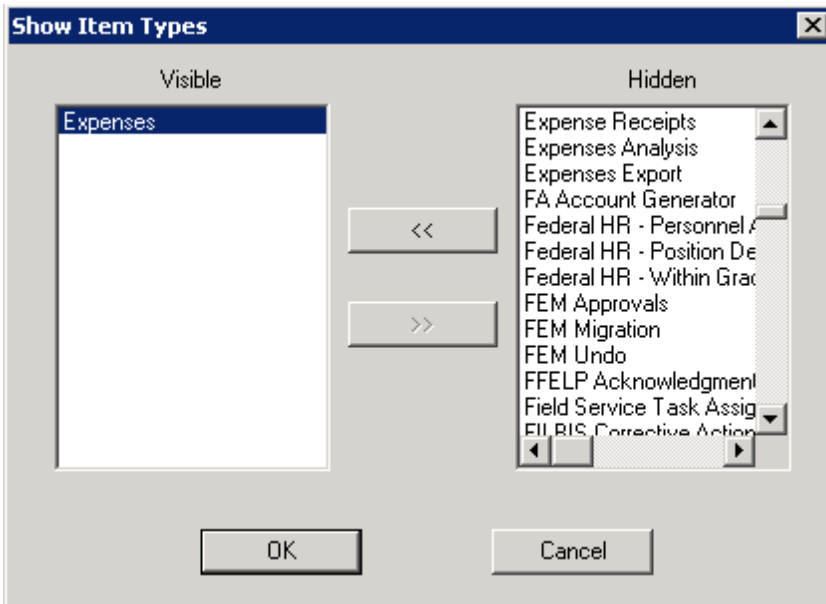 Show Item Types
Visible
Hidden
Expenses
Expense Receipts
Expenses Analysis
Expenses Export
FA Account Generator
Federal HR - Personnel
Federal HR - Position De
Federal HR - Within Grad
FEM Approvals
FEM Migration
FEM Undo
FFELP Acknowledgment
Field Service Task Assig
Corrective Action
<<
>>
OK
Cancel